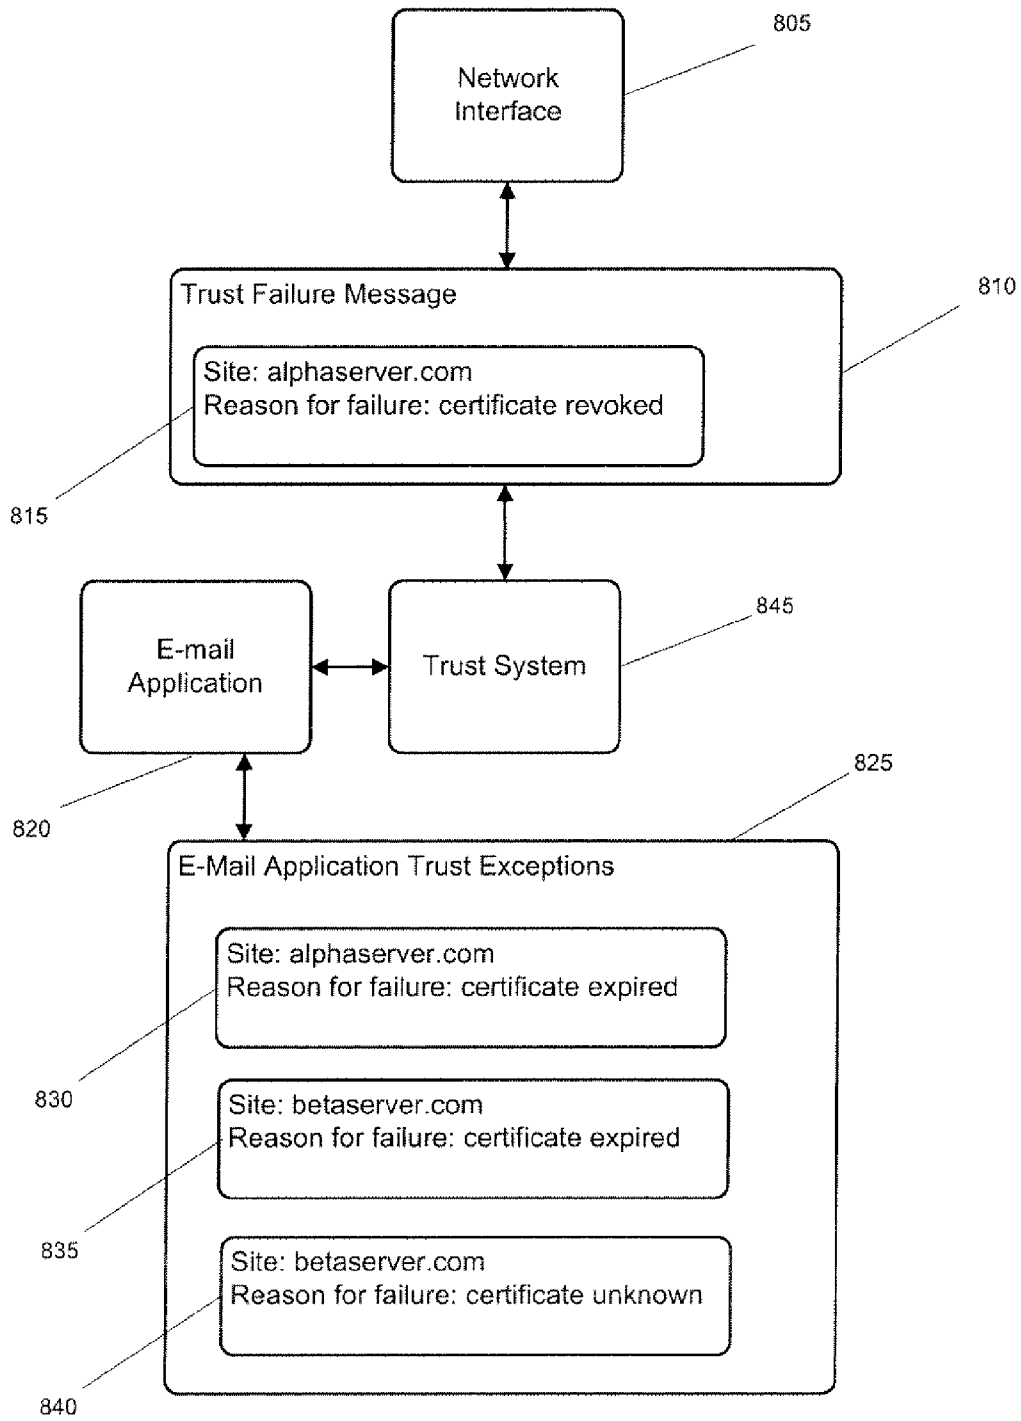 805
Network
Interface
Trust Failure Message
810
Site: alphaserver.com
Reason for failure: certificate revoked
815
E-mail
Application
Trust System
845
820
825
E-Mail Application Trust Exceptions
Site: alphaserver.com
Reason for failure: certificate expired
830
Site: betaserver.com
Reason for failure: certificate expired
835
Site: betaserver.com
Reason for failure: certificate unknown
840